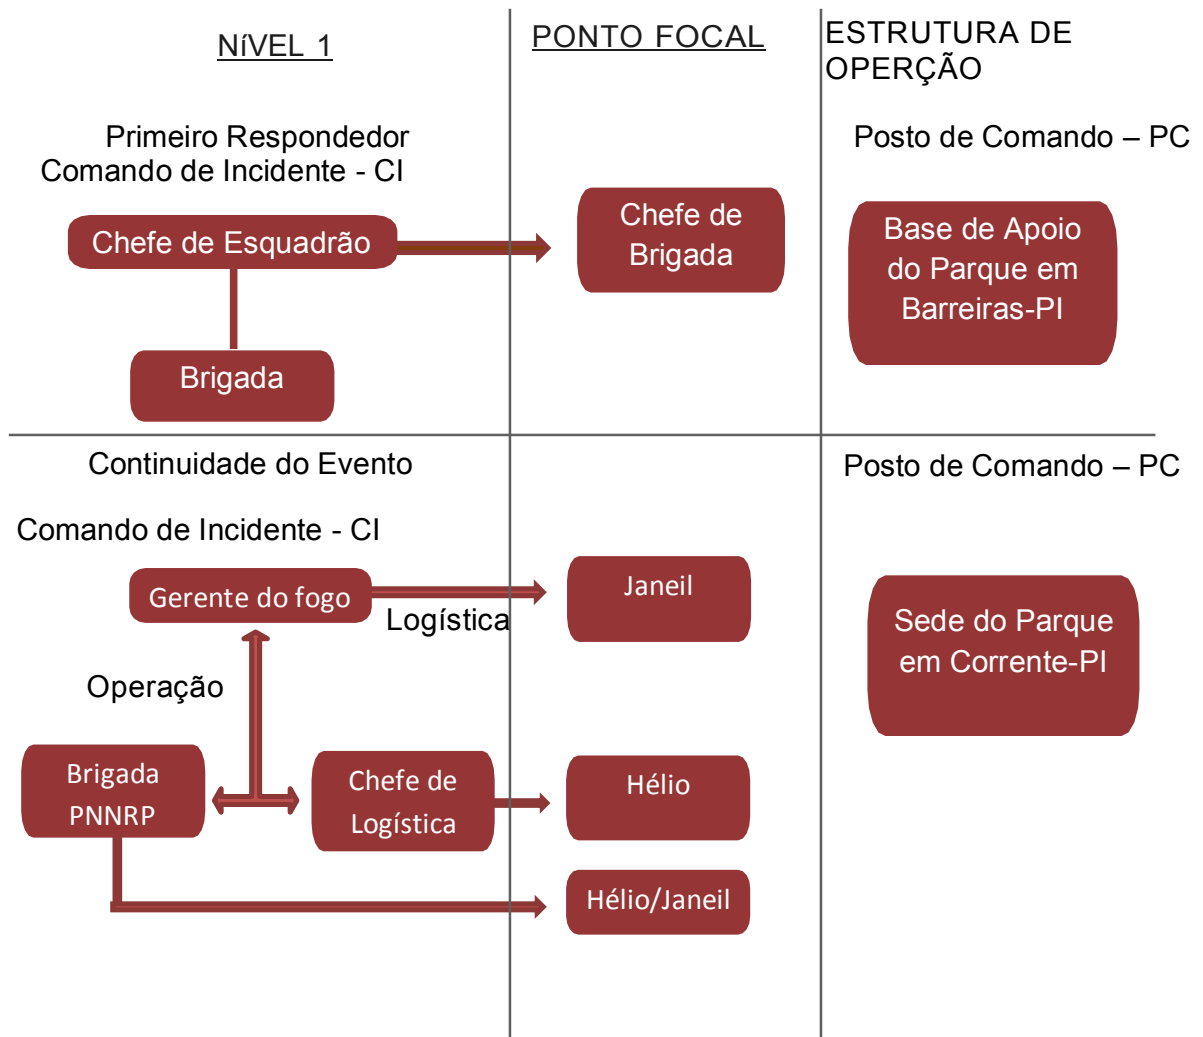 NíVEL 1
PONTO FOCAL
ESTRUTURA DE
OPERÇÃO
Primeiro Respondedor
Comando de Incidente - CI
Posto de Comando – PC
Chefe de Esquadrão
Chefe de
Brigada
Base de Apoio
do Parque em
Barreiras-PI
Brigada
Continuidade do Evento
Posto de Comando – PC
Comando de Incidente - CI
Gerente do fogo
Logística
Janeil
Sede do Parque
em Corrente-PI
Operação
Brigada
PNNRP
Chefe de
Logística
Hélio
Hélio/Janeil